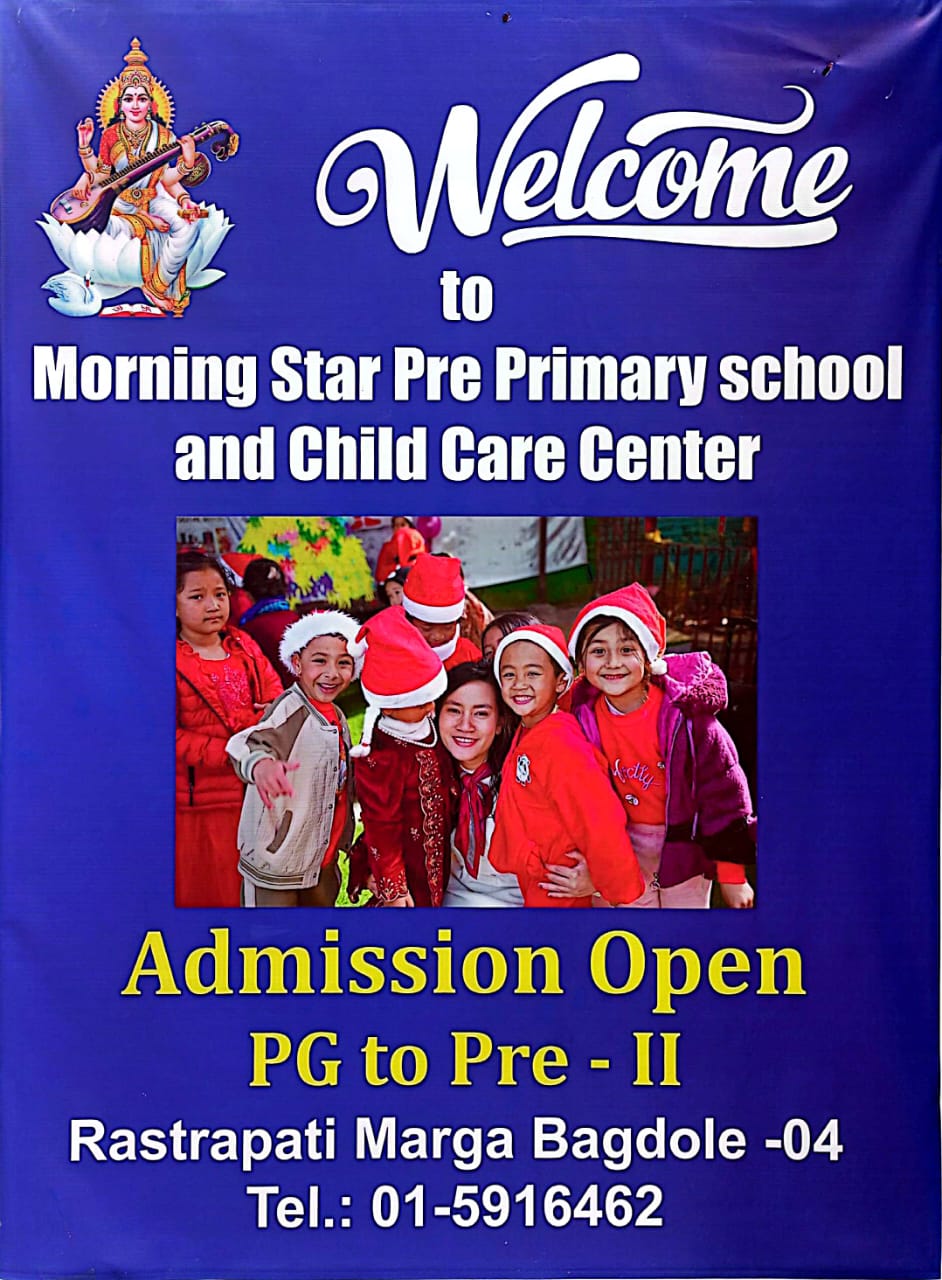 Welcome
to
Morning Star Pre Primary school
and Child Care Center
Admission Open
PG to Pre - II
Rastrapati Marga Bagdole -04
Tel.: 01-5916462